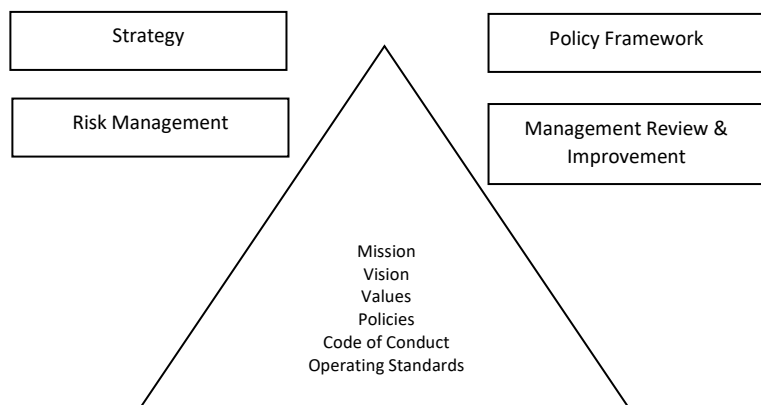 Strategy
Policy Framework
Risk Management
Management Review &
Improvement
Mission
Vision
Values
Policies
Code of Conduct
Operating Standards